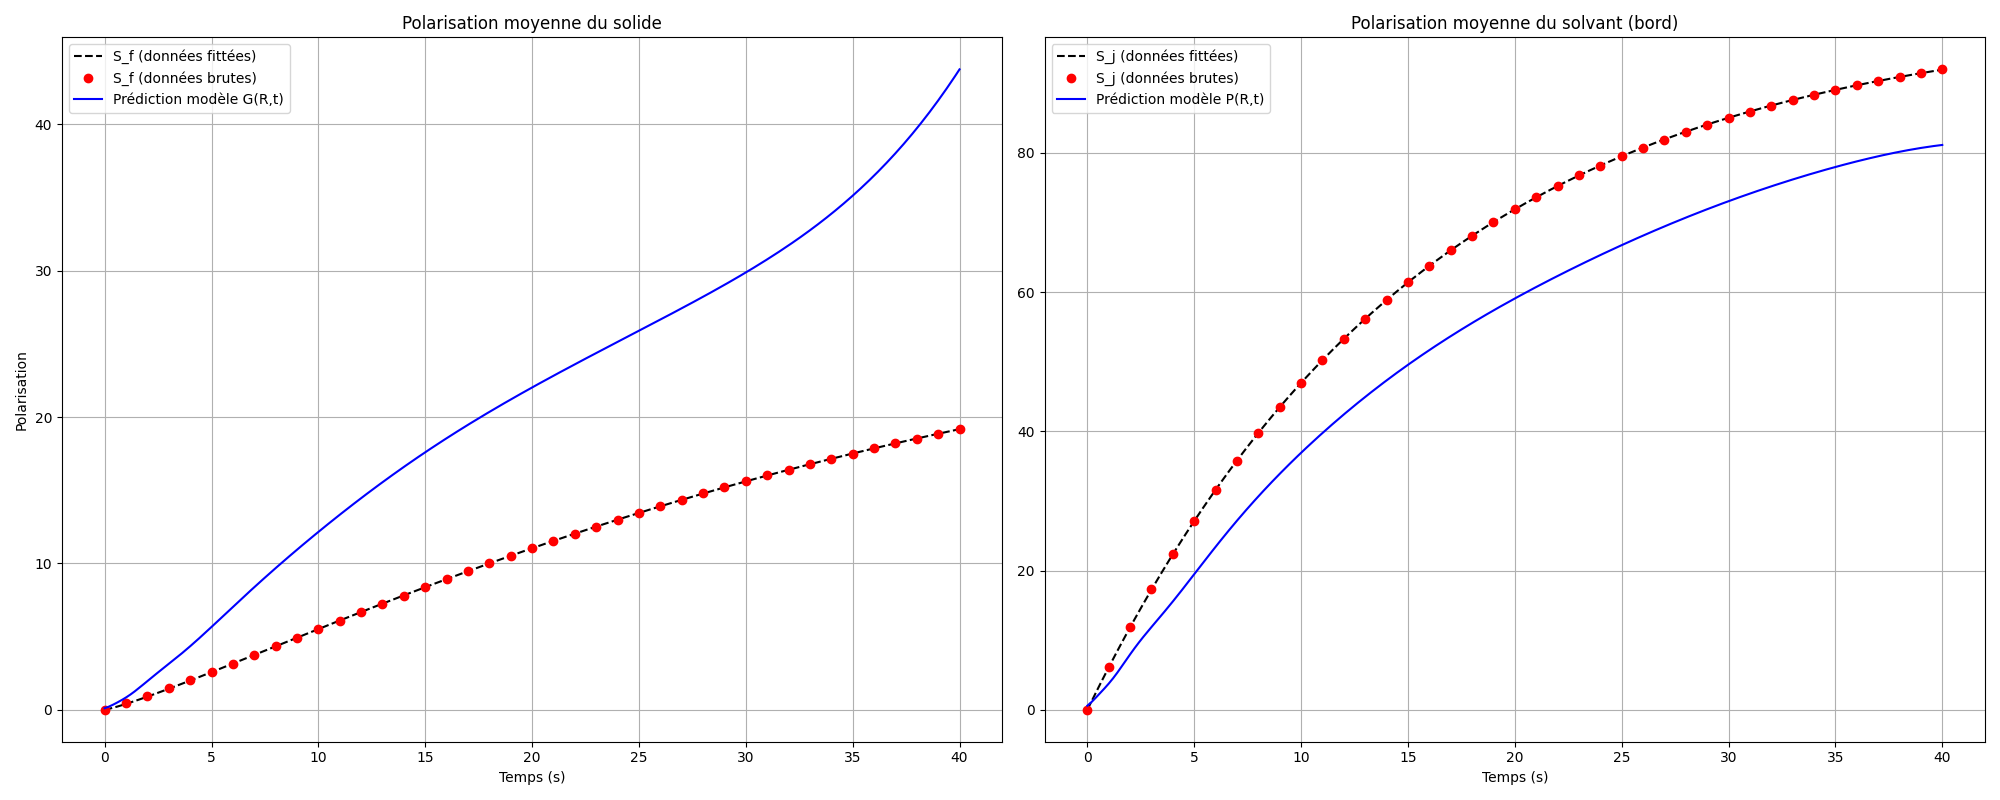 Polarisation moyenne du solide
S_f (données fittées)
S_f (données brutes)
Prédiction modèle G(R,t)
Polarisation
40
30
20
10
0
0 5 10 15 20 25 30 35 40
Temps (s)
Polarisation moyenne du solvant (bord)
S_j (données fittées)
S_j (données brutes)
Prédiction modèle P(R,t)
80
60
40
20
0
0 5 10 15 20 25 30 35 40
Temps (s)